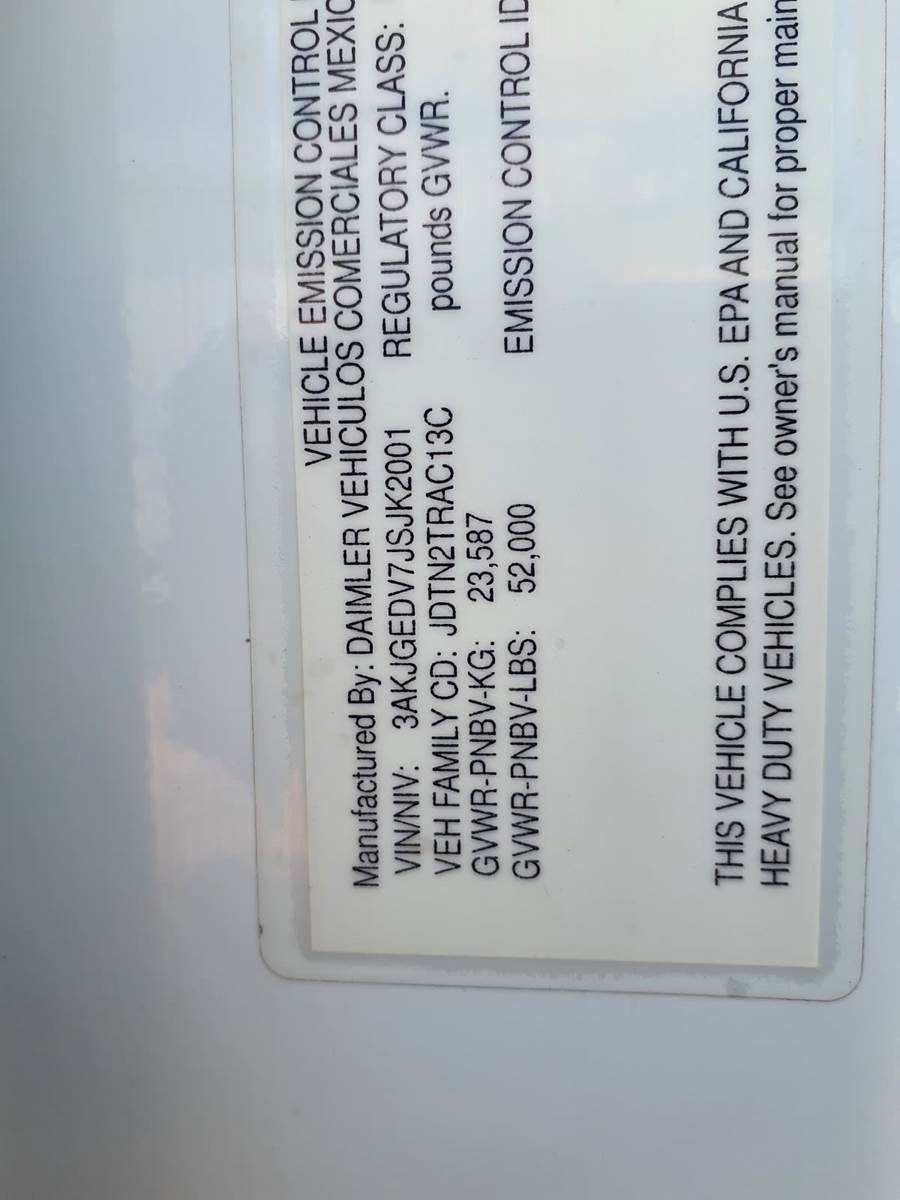 VEHICLE EMISSION CONTROL
Manufactured By: DAIMLER VEHICULOS COMERCIALES MEXIC
VIN/NIV: 3AKJGEDV7JSJK2001 REGULATORY CLASS:
VEH FAMILY CD: JDTN2TRAC13C pounds GVWR.
GVWR-PNBV-KG: 23,587
GVWR-PNBV-LBS: 52,000 EMISSION CONTROL ID
THIS VEHICLE COMPLIES WITH U.S. EPA AND CALIFORNIA
HEAVY DUTY VEHICLES. See owner's manual for proper main